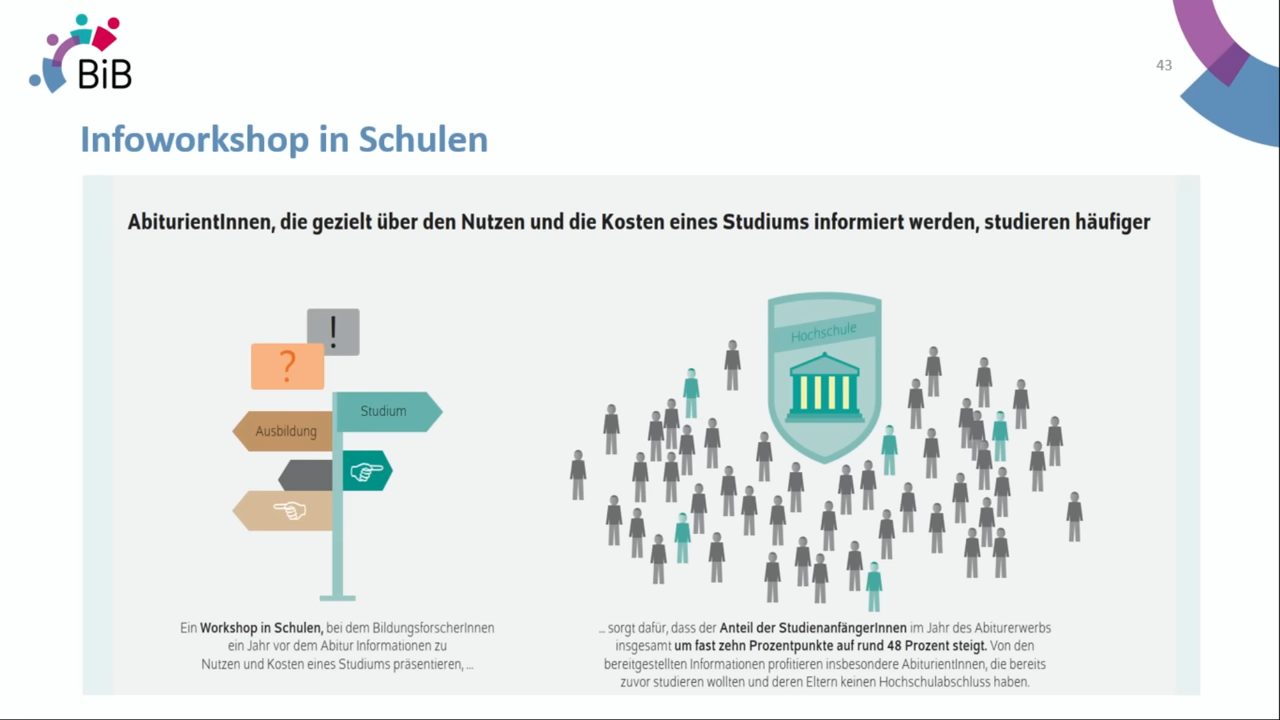 BiB
43
Infoworkshop in Schulen
AbiturientInnen, die gezielt über den Nutzen und die Kosten eines Studiums informiert werden, studieren häufiger
!
?
Studium
Ausbildung
Hochschule
Ein Workshop in Schulen, bei dem BildungsforscherInnen
ein Jahr vor dem Abitur Informationen zu
Nutzen und Kosten eines Studiums präsentieren, ...
... sorgt dafür, dass der Anteil der StudienanfängerInnen im Jahr des Abiturerwerbs
insgesamt um fast zehn Prozentpunkte auf rund 48 Prozent steigt. Von den
bereitgestellten Informationen profitieren insbesondere AbiturientInnen, die bereits
zuvor studieren wollten und deren Eltern keinen Hochschulabschluss haben.